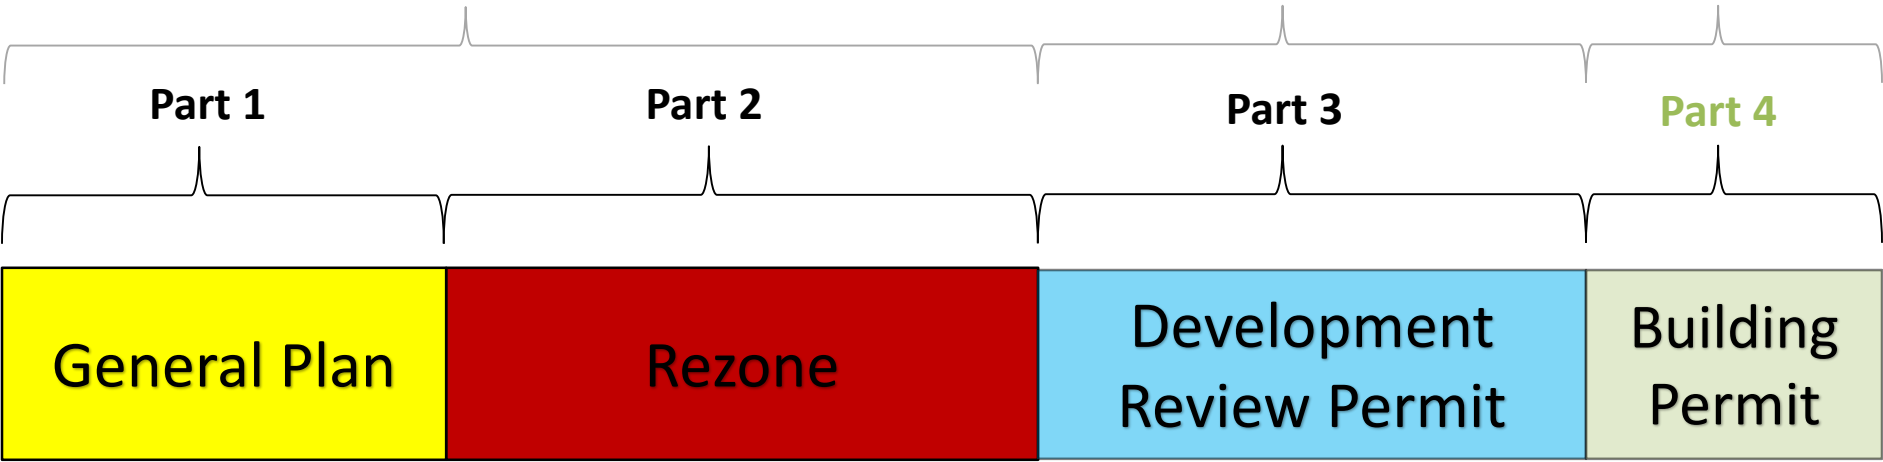 Part 1
Part 2
Part 3
Part 4
General Plan
Rezone
Development
Review Permit
Building
Permit